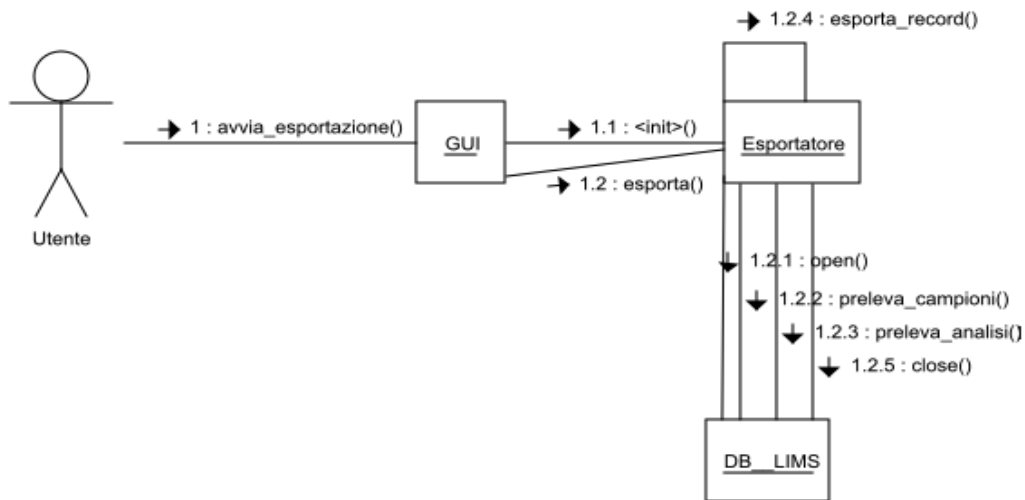 1.2.4 : esporta_record()
1 : avvia_esportazione()
GUI
1.1 : <init>()
Esportatore
1.2 : esporta()
Utente
1.2.1 : open()
1.2.2 : preleva_campioni()
1.2.3 : preleva_analisi()
1.2.5 : close()
DB__LIMS